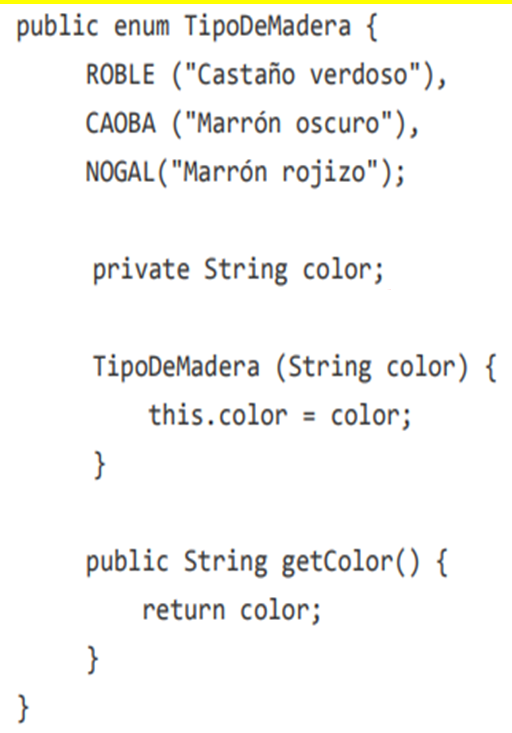 public enum TipoDeMadera {
ROBLE ("Castaño verdoso"),
CAOBA ("Marrón oscuro"),
NOGAL("Marrón rojizo");
private String color;
TipoDeMadera (String color) {
this.color = color;
}
public String getColor() {
return color;
}
}